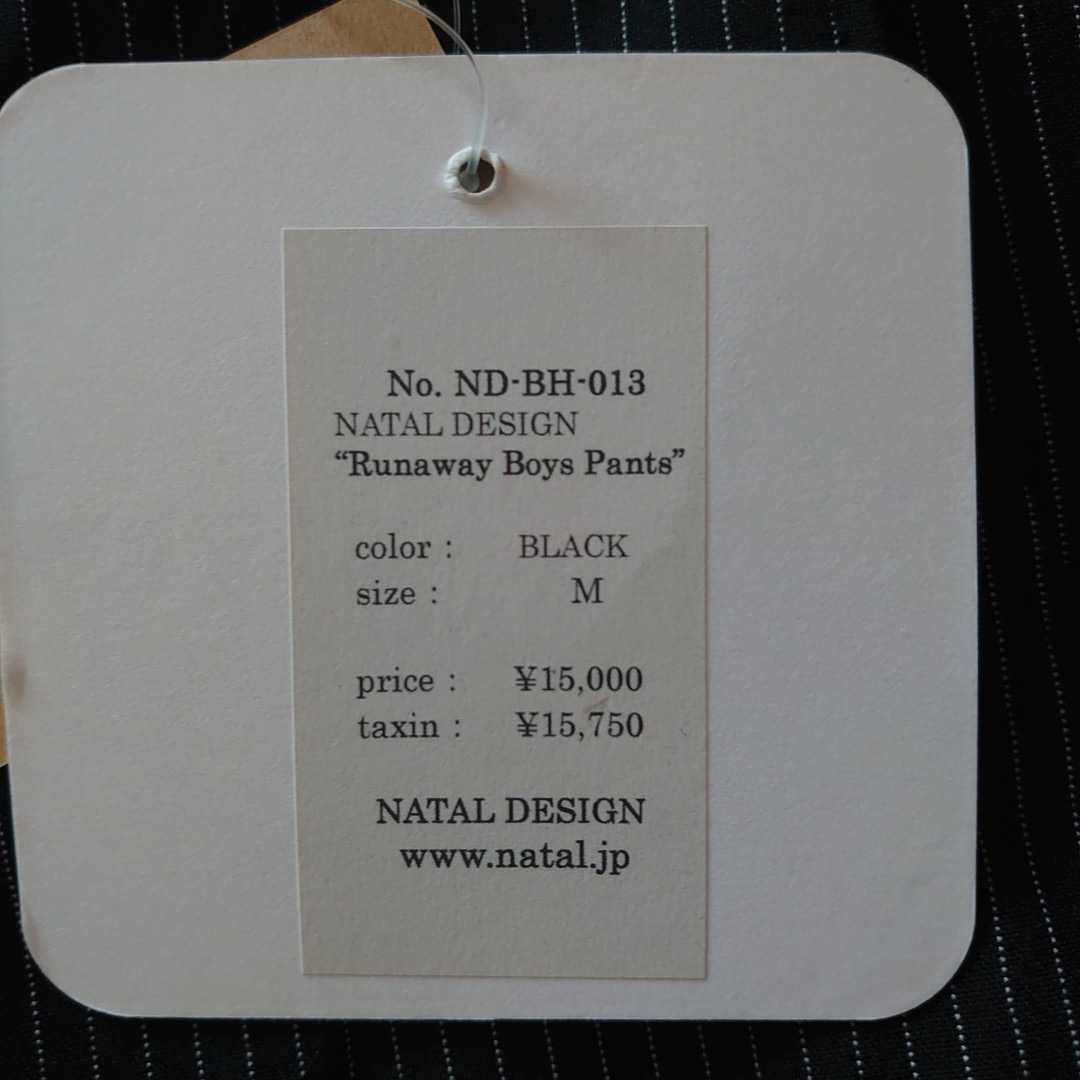 No. ND-BH-013
NATAL DESIGN
“Runaway Boys Pants”
color : BLACK
size : M
price : ¥15,000
taxin : ¥15,750
NATAL DESIGN
www.natal.jp